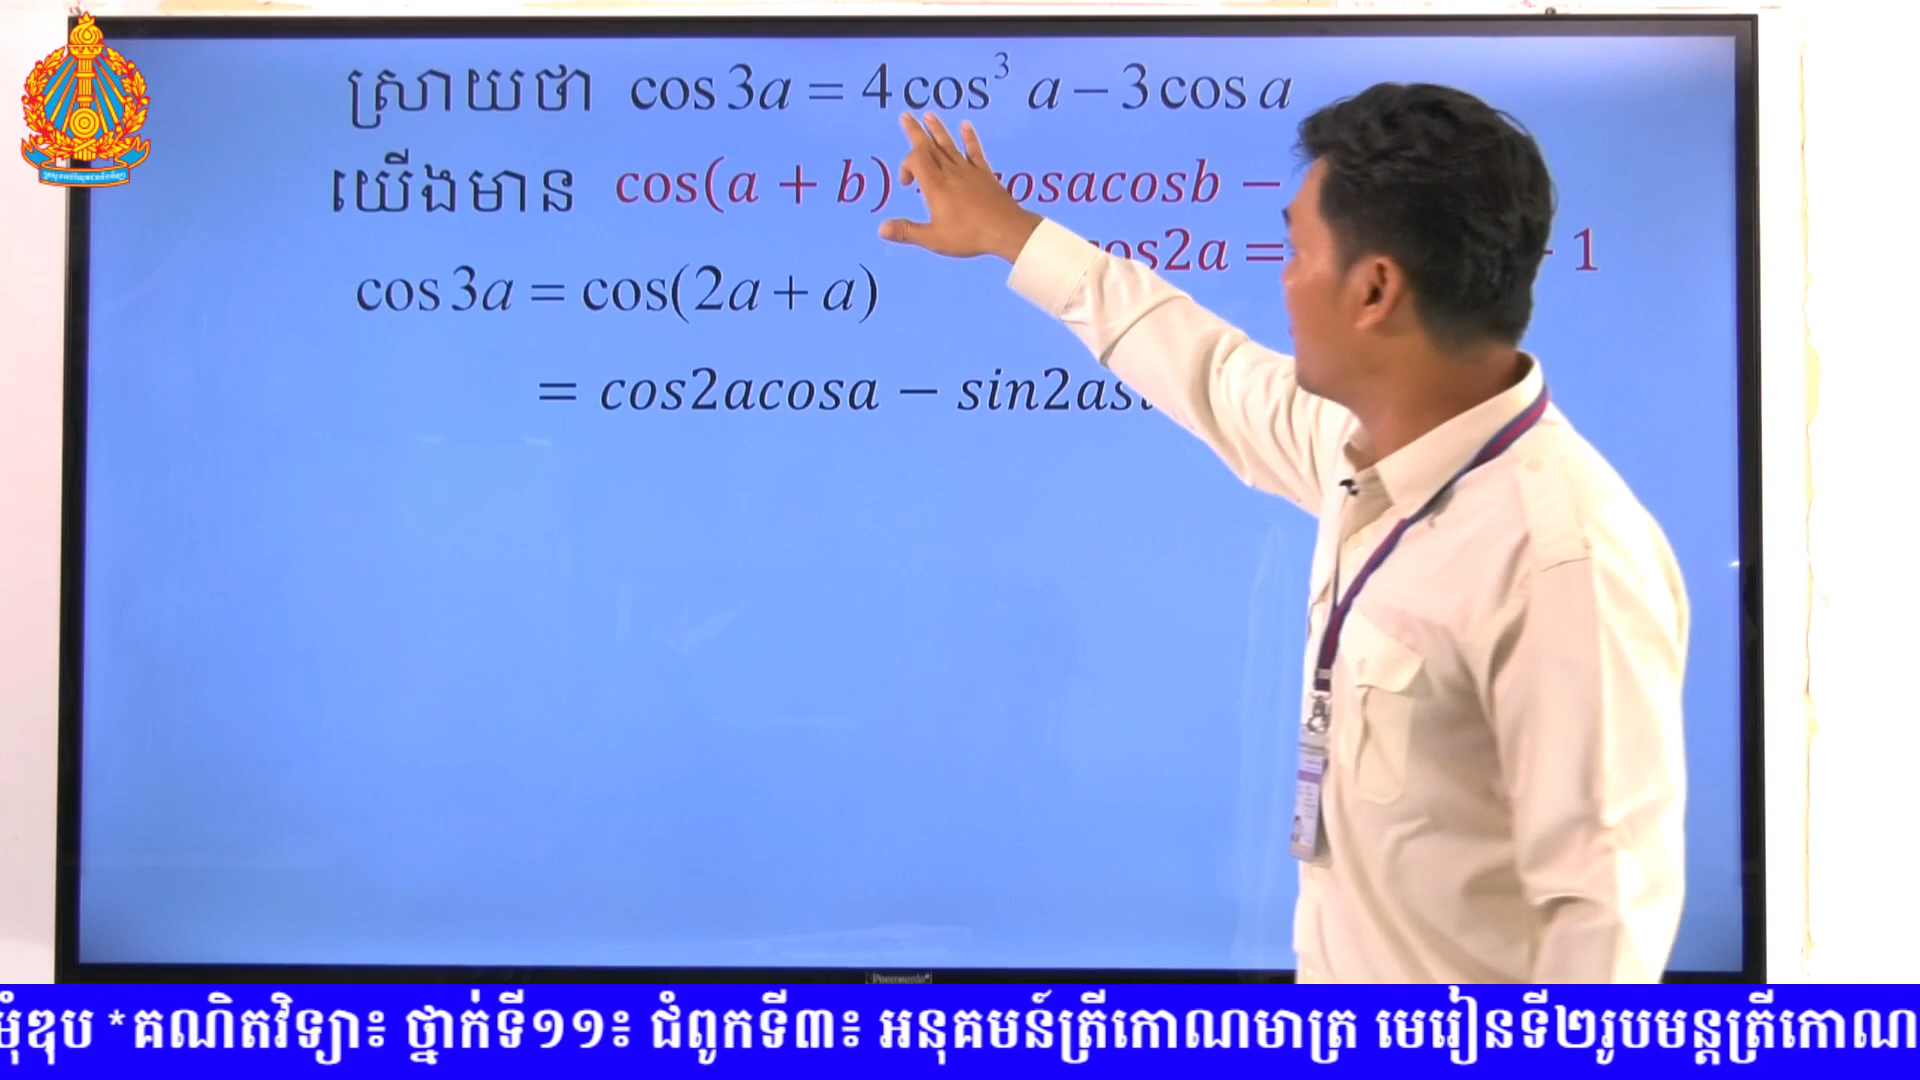 ស្រាយថា cos 3a = 4 cos³ a − 3 cos a
យើងមាន cos(a + b) cosacosb −
cos2a = − 1
cos 3a = cos(2a + a)
= cos2acosa − sin2as
មុំឌុប *គណិតវិទ្យា៖ ថ្នាក់ទី១១៖ ជំពូកទី៣៖ អនុគមន៍ត្រីកោណមាត្រ មេរៀនទី២រូបមន្តត្រីកោណ